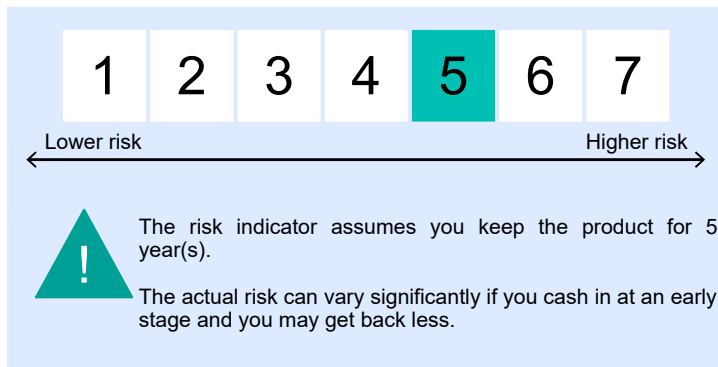 1 2 3 4 5 6 7
Lower risk Higher risk
!
The risk indicator assumes you keep the product for 5
year(s).
The actual risk can vary significantly if you cash in at an early
stage and you may get back less.